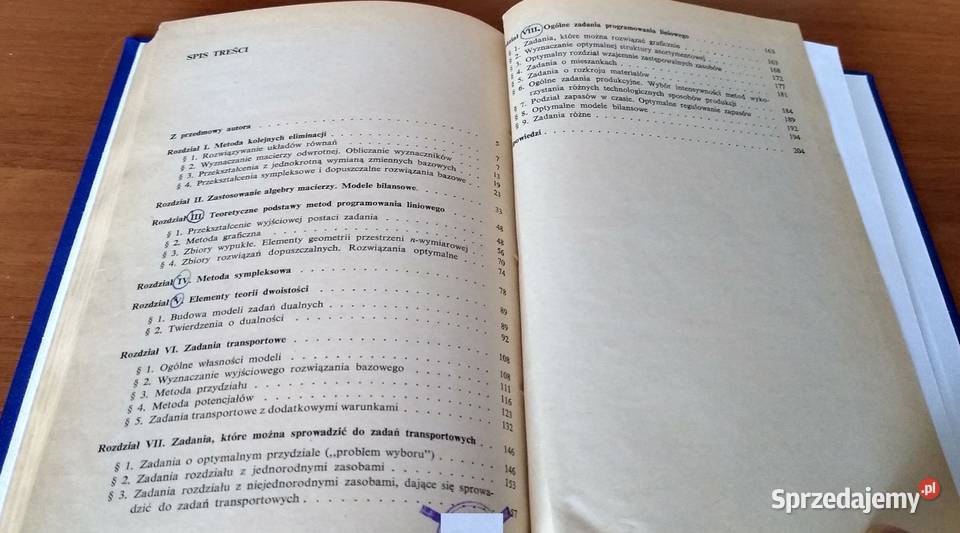 SPIS TREŚCI
Z przedmowy autora . . . 5
Rozdział I. Metoda kolejnych eliminacji . . . 7
§ 1. Rozwiązywanie układów równań . . . 7
§ 2. Wyznaczanie macierzy odwrotnej. Obliczanie wyznaczników . . . 13
§ 3. Przekształcenia z jednokrotną wymianą zmiennych bazowych . . . 19
§ 4. Przekształcenia sympleksowe i dopuszczalne rozwiązania bazowe . . . 23
Rozdział II. Zastosowanie algebry macierzy. Modele bilansowe . . . 33
Rozdział III. Teoretyczne podstawy metod programowania liniowego . . . 48
§ 1. Przekształcenie wyjściowej postaci zadania . . . 48
§ 2. Metoda graficzna . . . 56
§ 3. Zbiory wypukłe. Elementy geometrii przestrzeni n-wymiarowej . . . 70
§ 4. Zbiory rozwiązań dopuszczalnych. Rozwiązania optymalne . . . 74
Rozdział IV. Metoda sympleksowa . . . 78
Rozdział V. Elementy teorii dwoistości . . . 89
§ 1. Budowa modeli zadań dualnych . . . 89
§ 2. Twierdzenia o dualności . . . 92
Rozdział VI. Zadania transportowe . . . 108
§ 1. Ogólne własności modeli . . . 108
§ 2. Wyznaczanie wyjściowego rozwiązania bazowego . . . 111
§ 3. Metoda przydziału . . . 116
§ 4. Metoda potencjałów . . . 123
§ 5. Zadania transportowe z dodatkowymi warunkami . . . 132
Rozdział VII. Zadania, które można sprowadzić do zadań transportowych . . . 146
§ 1. Zadania o optymalnym przydziale („problem wyboru”) . . . 146
§ 2. Zadania rozdziału z jednorodnymi zasobami . . . 153
§ 3. Zadania rozdziału z niejednorodnymi zasobami, dające się sprowa-
dzić do zadań transportowych . . . 
VIII. Ogólne zadania programowania liniowego . . . 163
§ 1. Zadania, które można rozwiązać graficznie . . . 163
§ 2. Wyznaczanie optymalnej struktury asortymentowej . . . 168
§ 3. Optymalny rozdział wzajemnie zastępowalnych zasobów . . . 172
§ 4. Zadania o mieszankach . . . 177
§ 5. Zadania o rozkroju materiałów . . . 181
§ 6. Ogólne zadania produkcyjne. Wybór intensywności metod wyko-
rzystania różnych technologicznych sposobów produkcji . . . 184
§ 7. Podział zapasów w czasie. Optymalne regulowanie zapasów . . . 189
§ 8. Optymalne modele bilansowe . . . 192
§ 9. Zadania różne . . . 194
powiedzi . . . 204
Sprzedajemy.pl